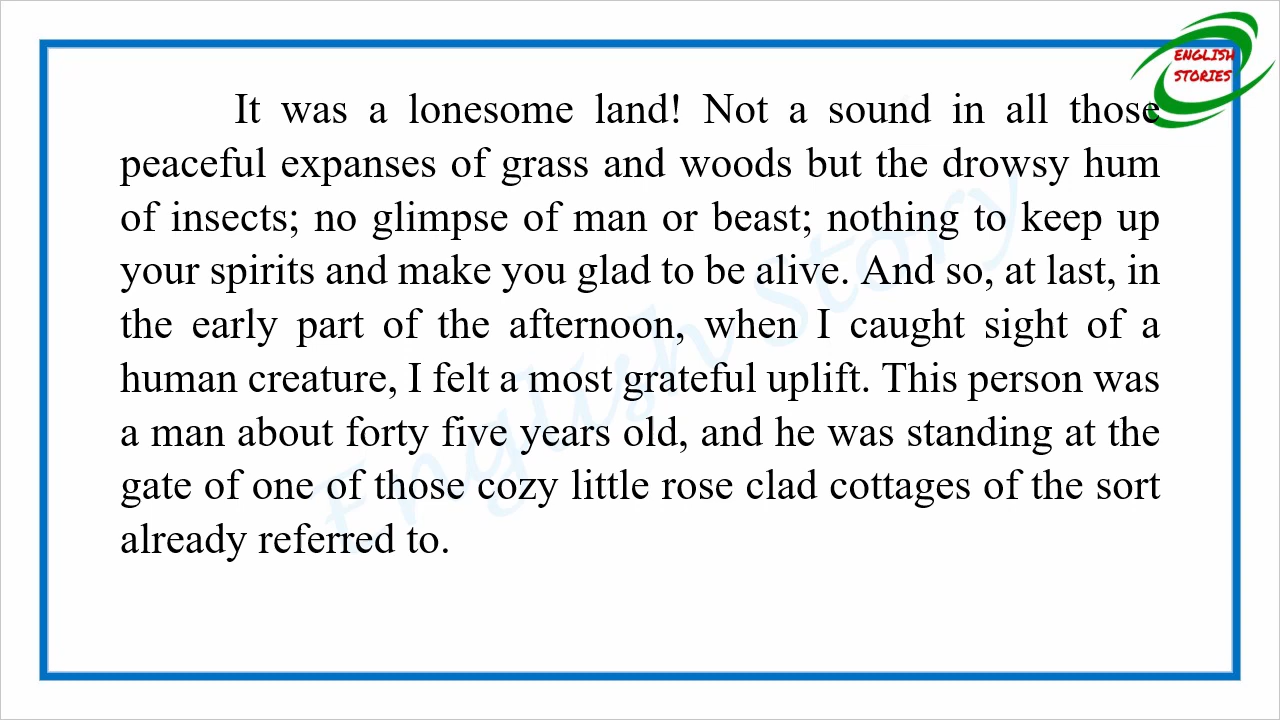 ENGLISH
STORIES
It was a lonesome land! Not a sound in all those
peaceful expanses of grass and woods but the drowsy hum
of insects; no glimpse of man or beast; nothing to keep up
your spirits and make you glad to be alive. And so, at last, in
the early part of the afternoon, when I caught sight of a
human creature, I felt a most grateful uplift. This person was
a man about forty five years old, and he was standing at the
gate of one of those cozy little rose clad cottages of the sort
already referred to.
English Story